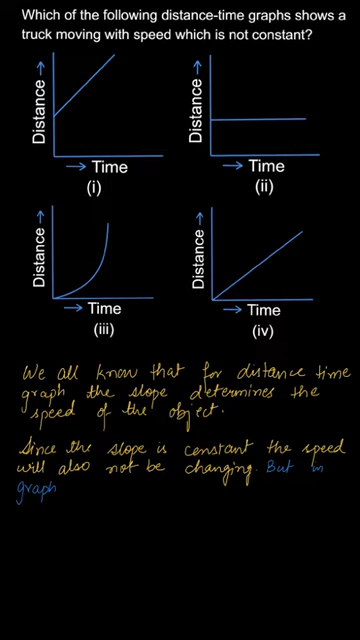 Which of the following distance-time graphs shows a
truck moving with speed which is not constant?
Distance →
→ Time
(i)
Distance →
→ Time
(ii)
Distance →
→ Time
(iii)
Distance →
→ Time
(iv)
We all know that for distance time
graph the slope determines the
speed of the object.
Since the slope is constant the speed
will also not be changing. But in
graph